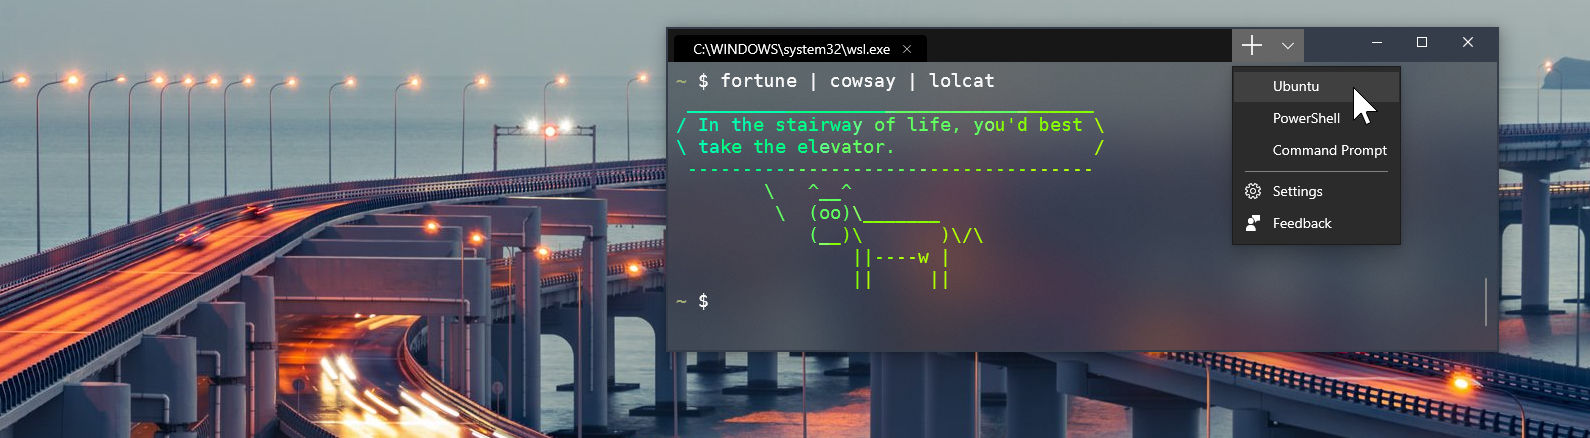 C:\WINDOWS\system32\wsl.exe
~ $ fortune | cowsay | lolcat
 _____________________________________
/ In the stairway of life, you'd best \
\ take the elevator.                  /
 -------------------------------------
        \   ^__^
         \  (oo)\_______
            (__)\       )\/\
                ||----w |
                ||     ||
~ $
Ubuntu
PowerShell
Command Prompt
Settings
Feedback